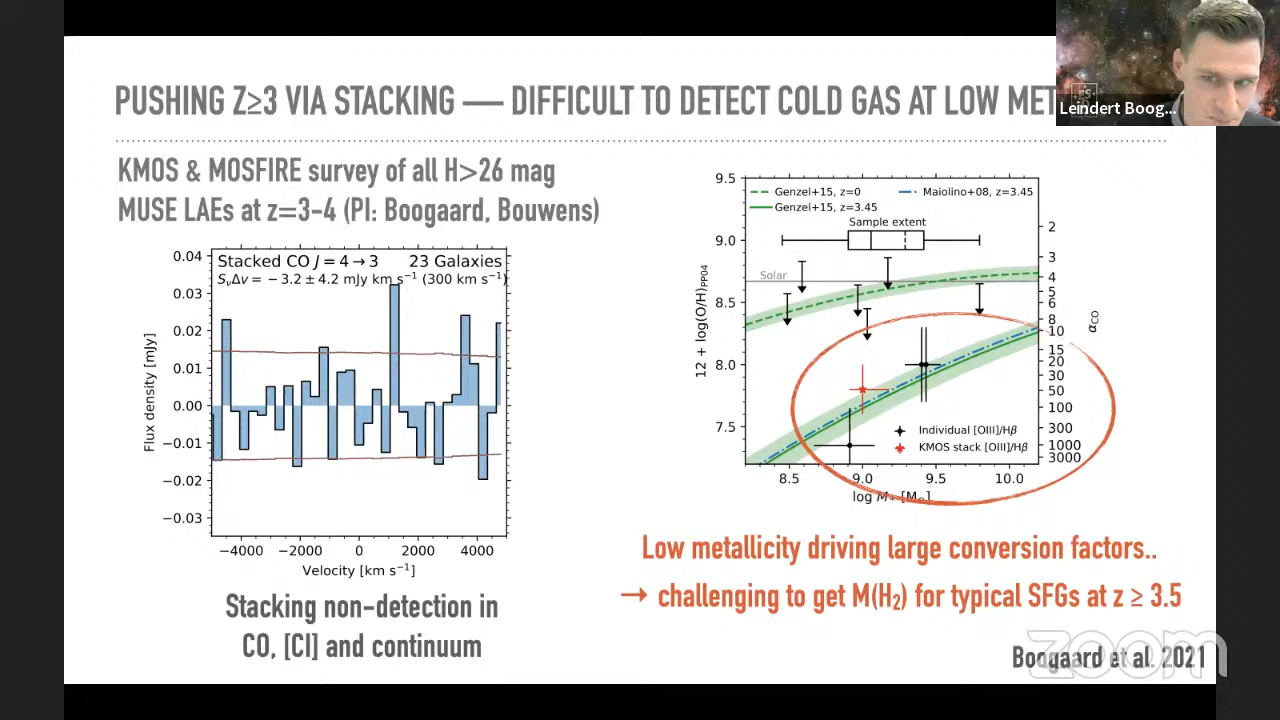 PUSHING Z≥3 VIA STACKING — DIFFICULT TO DETECT COLD GAS AT LOW MET
Leindert Boog...
KMOS & MOSFIRE survey of all H>26 mag
MUSE LAEs at z=3-4 (PI: Boogaard, Bouwens)
Stacked CO J = 4 → 3 23 Galaxies
SνΔv = −3.2 ± 4.2 mJy km s⁻¹ (300 km s⁻¹)
0.04
0.03
0.02
0.01
0.00
−0.01
−0.02
−0.03
Flux density [mJy]
−4000 −2000 0 2000 4000
Velocity [km s⁻¹]
Stacking non-detection in
CO, [CI] and continuum
Genzel+15, z=0
Genzel+15, z=3.45
Maiolino+08, z=3.45
Sample extent
Solar
9.5
9.0
8.5
8.0
7.5
12 + log(O/H)PP04
2
3
4
5
6
8
10
15
20
30
50
100
300
1000
3000
αCO
Individual [OIII]/Hβ
KMOS stack [OIII]/Hβ
8.5 9.0 9.5 10.0
log M* [M⊙]
Low metallicity driving large conversion factors..
→ challenging to get M(H₂) for typical SFGs at z ≥ 3.5
Boogaard et al. 2021
zoom